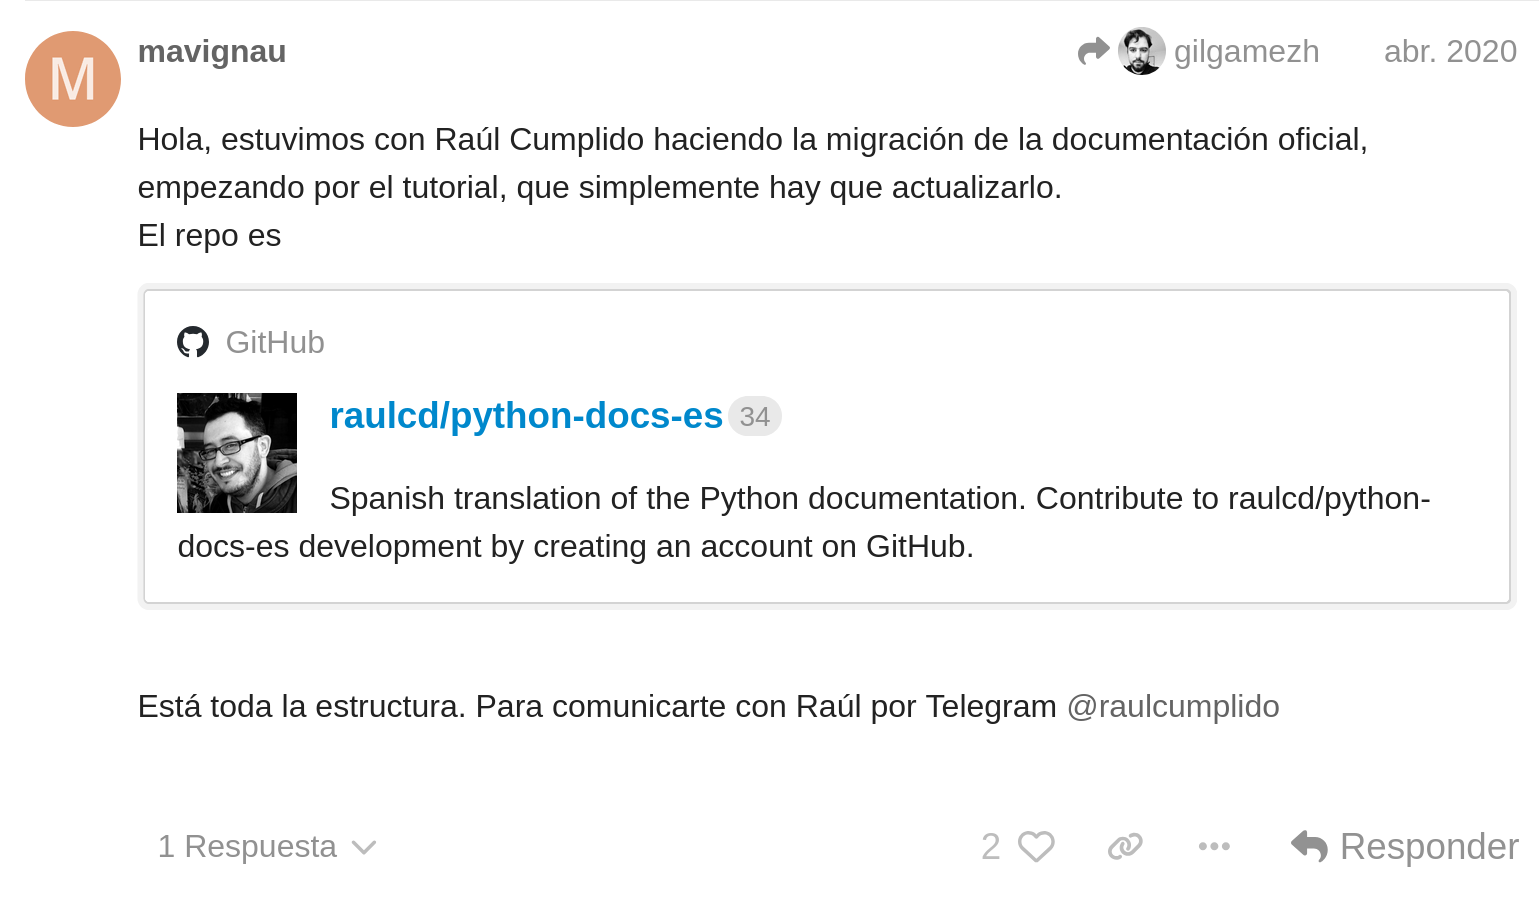 M mavignau gilgamezh abr. 2020
Hola, estuvimos con Raúl Cumplido haciendo la migración de la documentación oficial,
empezando por el tutorial, que simplemente hay que actualizarlo.
El repo es
GitHub
raulcd/python-docs-es 34
Spanish translation of the Python documentation. Contribute to raulcd/python-
docs-es development by creating an account on GitHub.
Está toda la estructura. Para comunicarte con Raúl por Telegram @raulcumplido
1 Respuesta 2 Responder